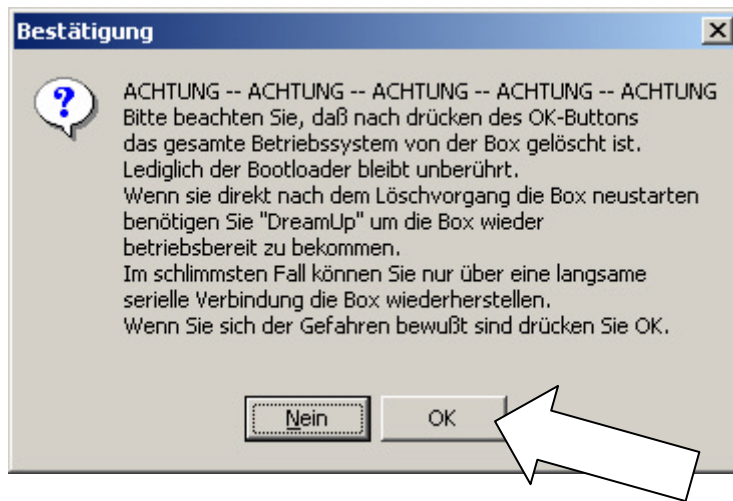 Bestätigung
ACHTUNG -- ACHTUNG -- ACHTUNG -- ACHTUNG -- ACHTUNG
Bitte beachten Sie, daß nach drücken des OK-Buttons
das gesamte Betriebssystem von der Box gelöscht ist.
Lediglich der Bootloader bleibt unberührt.
Wenn sie direkt nach dem Löschvorgang die Box neustarten
benötigen Sie "DreamUp" um die Box wieder
betriebsbereit zu bekommen.
Im schlimmsten Fall können Sie nur über eine langsame
serielle Verbindung die Box wiederherstellen.
Wenn Sie sich der Gefahren bewußt sind drücken Sie OK.
Nein OK